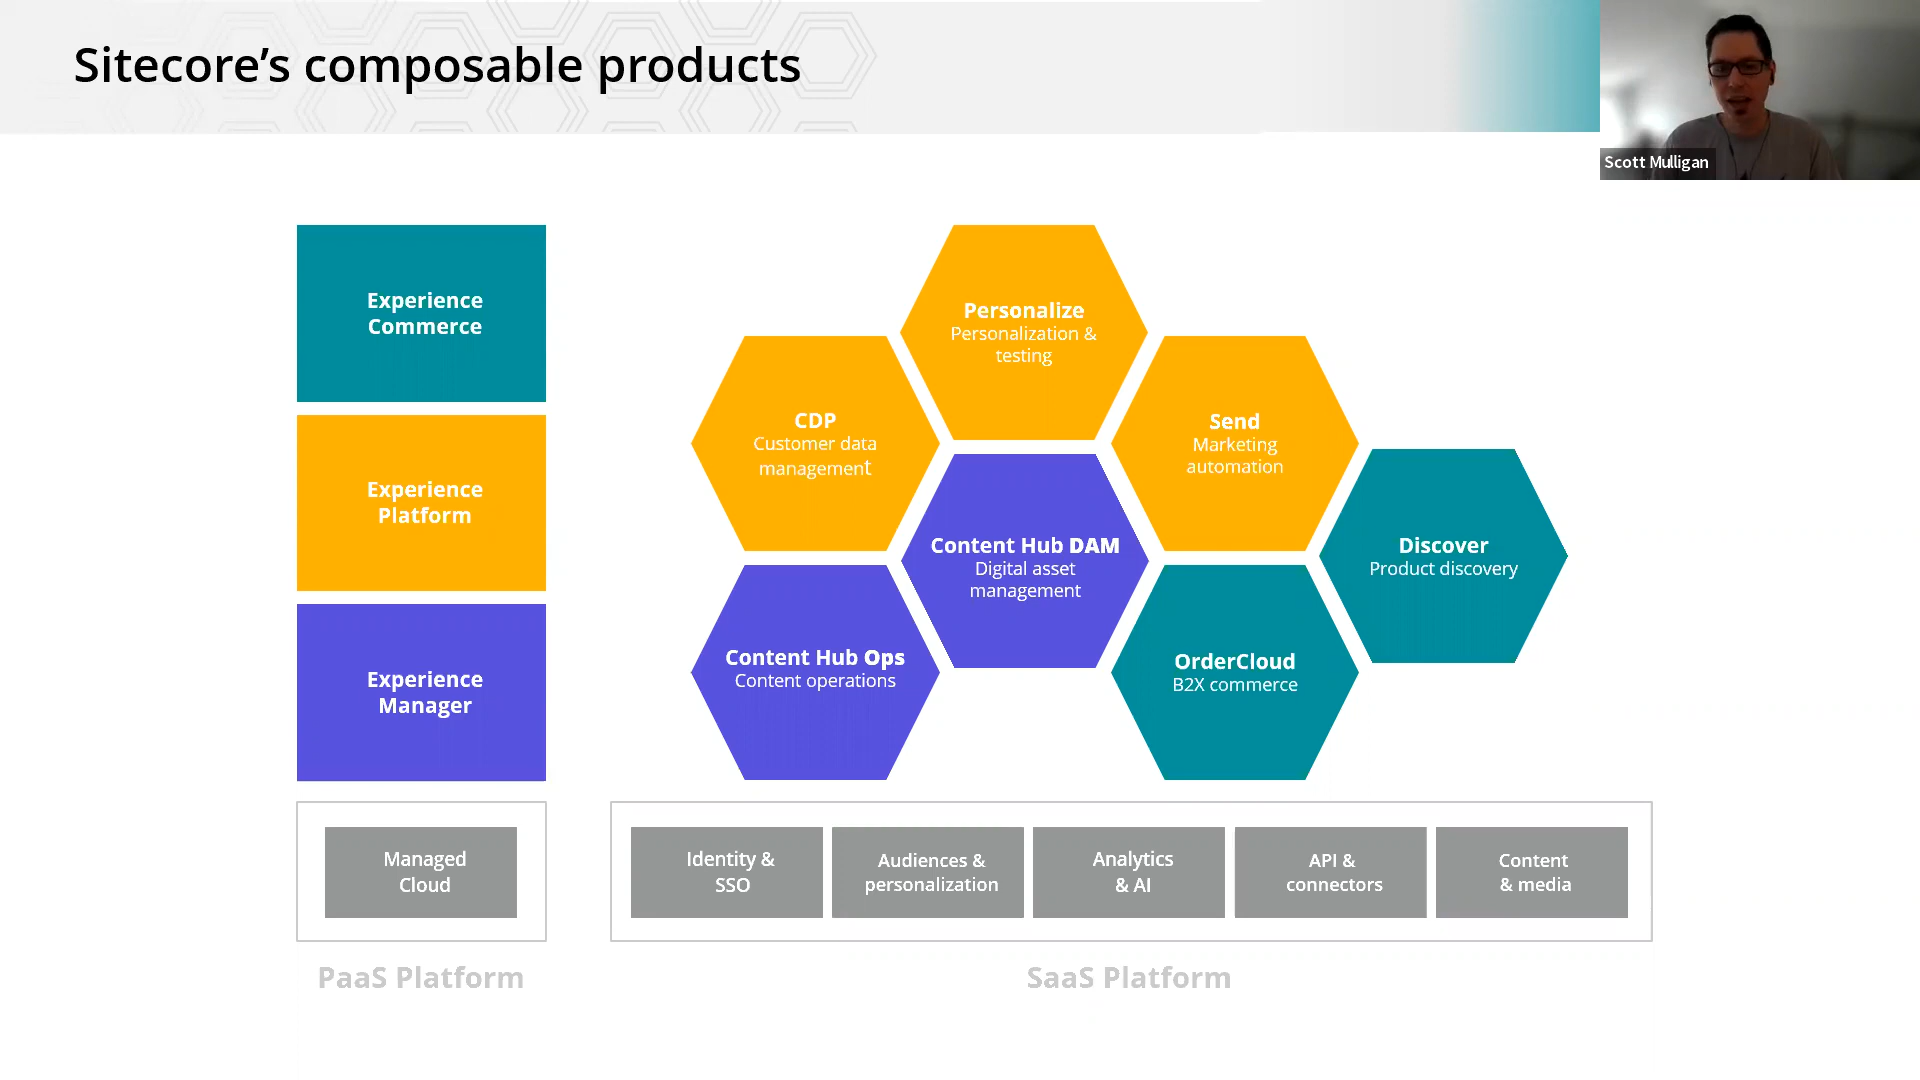 Sitecore’s composable products
Scott Mulligan
Experience
Commerce
Experience
Platform
Experience
Manager
Managed
Cloud
PaaS Platform
Personalize
Personalization &
testing
CDP
Customer data
management
Send
Marketing
automation
Content Hub DAM
Digital asset
management
Discover
Product discovery
Content Hub Ops
Content operations
OrderCloud
B2X commerce
Identity &
SSO
Audiences &
personalization
Analytics
& AI
API &
connectors
Content
& media
SaaS Platform